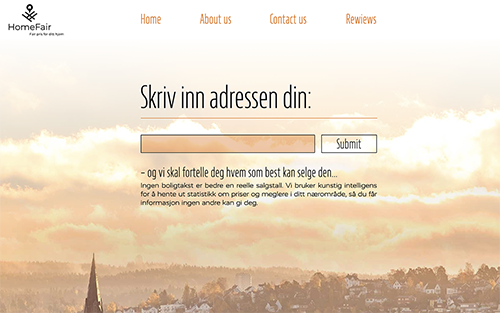 HomeFair
Fair pris for ditt hjem
Home About us Contact us Rewiews
Skriv inn adressen din:
Submit
– og vi skal fortelle deg hvem som best kan selge den...
Ingen boligtakst er bedre en reelle salgstall. Vi bruker kunstig intelligens
for å hente ut statistikk om priser og meglere i ditt nærområde, så du får
informasjon ingen andre kan gi deg.